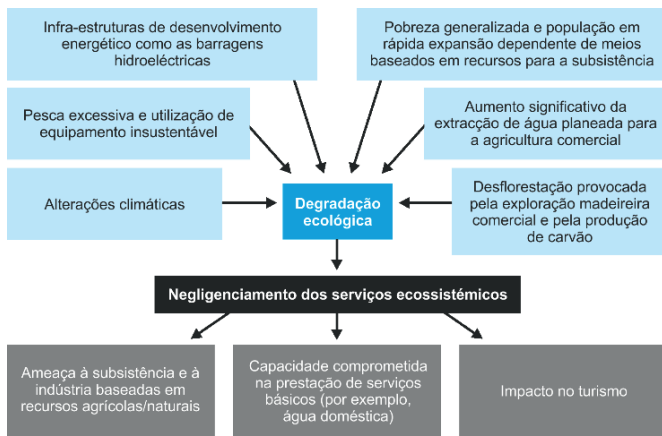 Infra-estruturas de desenvolvimento
energético como as barragens
hidroeléctricas
Pobreza generalizada e população em
rápida expansão dependente de meios
baseados em recursos para a subsistência
Pesca excessiva e utilização de
equipamento insustentável
Aumento significativo da
extracção de água planeada para
a agricultura comercial
Alterações climáticas
Degradação
ecológica
Desflorestação provocada
pela exploração madeireira
comercial e pela produção
de carvão
Negligenciamento dos serviços ecossistémicos
Ameaça à subsistência e à
indústria baseadas em
recursos agrícolas/naturais
Capacidade comprometida
na prestação de serviços
básicos (por exemplo,
água doméstica)
Impacto no turismo